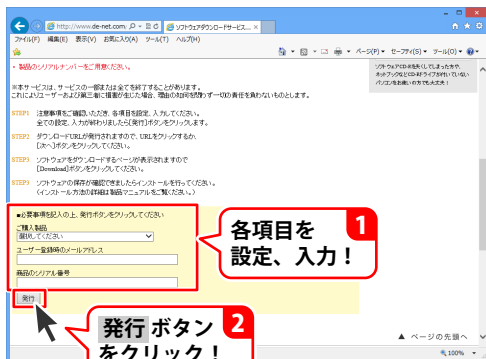 http://www.de-net.com/
ソフトウェアダウンロードサービス...
ファイル(F) 編集(E) 表示(V) お気に入り(A) ツール(T) ヘルプ(H)
ページ(P) セーフティ(S) ツール(O)
・製品のシリアルナンバーをご用意ください。
ソフトウェアCD-Rを失くしてしまった方や、
ネットブックなどCD-Rドライブが付いていない
パソコンをお使いの方でも大丈夫！
※本サービスは、サービスの一部または全てを終了することがあります。
これによりユーザーおよび第三者に損害が生じた場合、理由の如何を問わず一切の責任を負わないものとします。
STEP1 注意事項をご確認いただき、各項目を設定、入力してください。
全ての設定、入力が終わりましたら[発行]ボタンをクリックします。
STEP2 ダウンロードURLが発行されますので、URLをクリックするか、
[次へ]ボタンをクリックしてください。
STEP3 ソフトウェアをダウンロードするページが表示されますので
[Download]ボタンをクリックしてください。
STEP4 ソフトウェアの保存が確認できましたらインストールを行ってください。
(インストール方法の詳細は製品マニュアルをご覧ください。)
■必要事項を記入の上、発行ボタンをクリックしてください
ご購入製品
選択してください
ユーザー登録時のメールアドレス
商品のシリアル番号
発行
各項目を
設定、入力！
1
発行 ボタン
をクリック！
2
▲ ページの先頭へ
100%